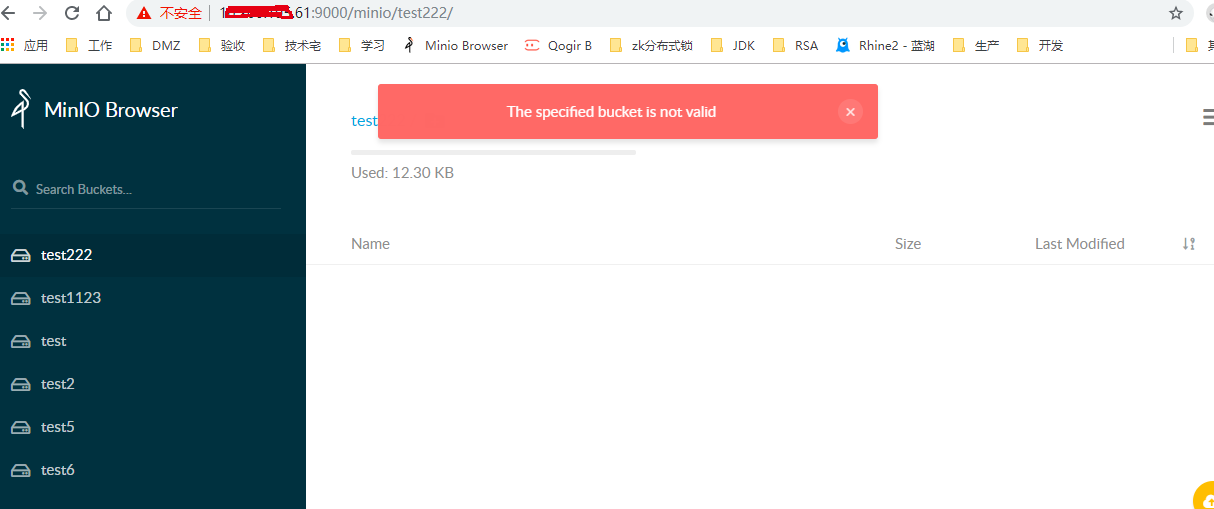 不安全 1
.61:9000/minio/test222/
应用 工作 DMZ 验收 技术宅 学习 Minio Browser Qogir B zk分布式锁 JDK RSA Rhine2 - 蓝湖 生产 开发
MinIO Browser
The specified bucket is not valid
test
Used: 12.30 KB
Search Buckets...
Name Size Last Modified
test222
test1123
test
test2
test5
test6